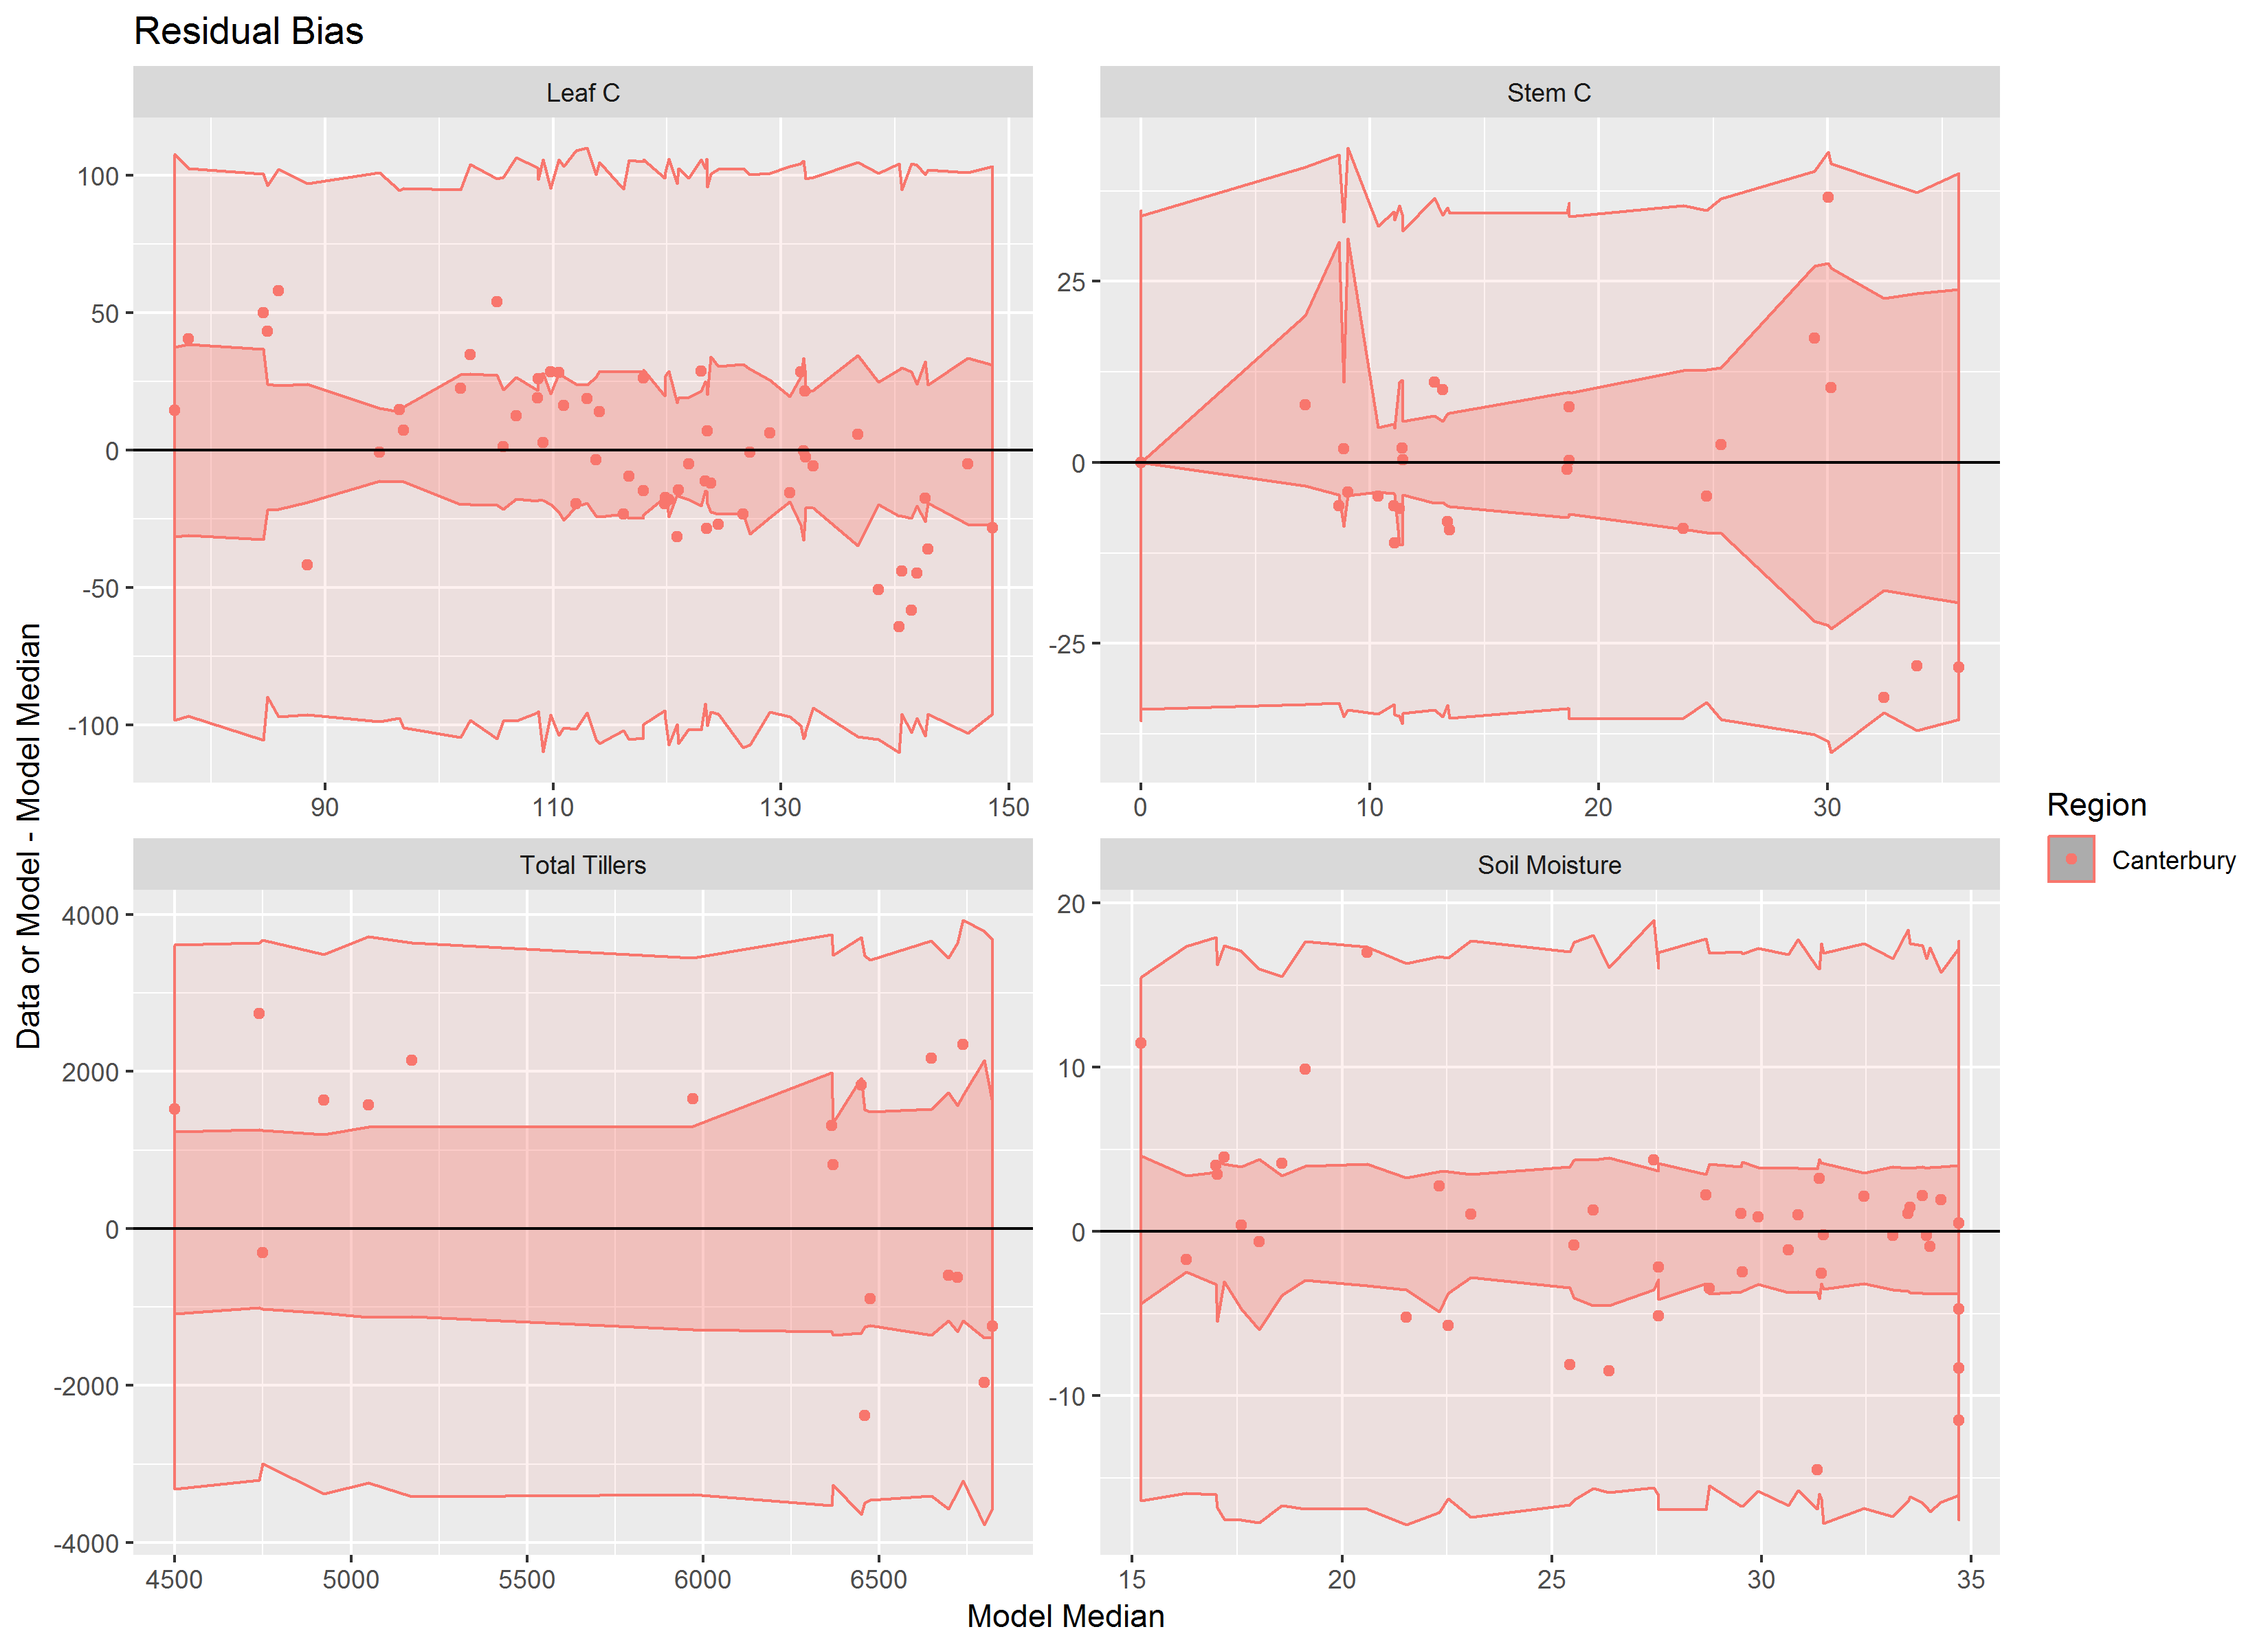 Residual Bias
Leaf C
Stem C
100
50
0
-50
-100
25
0
-25
90 110 130 150
0 10 20 30
Total Tillers
Soil Moisture
4000
2000
0
-2000
-4000
20
10
0
-10
4500 5000 5500 6000 6500
15 20 25 30 35
Model Median
Data or Model - Model Median
Region
Canterbury